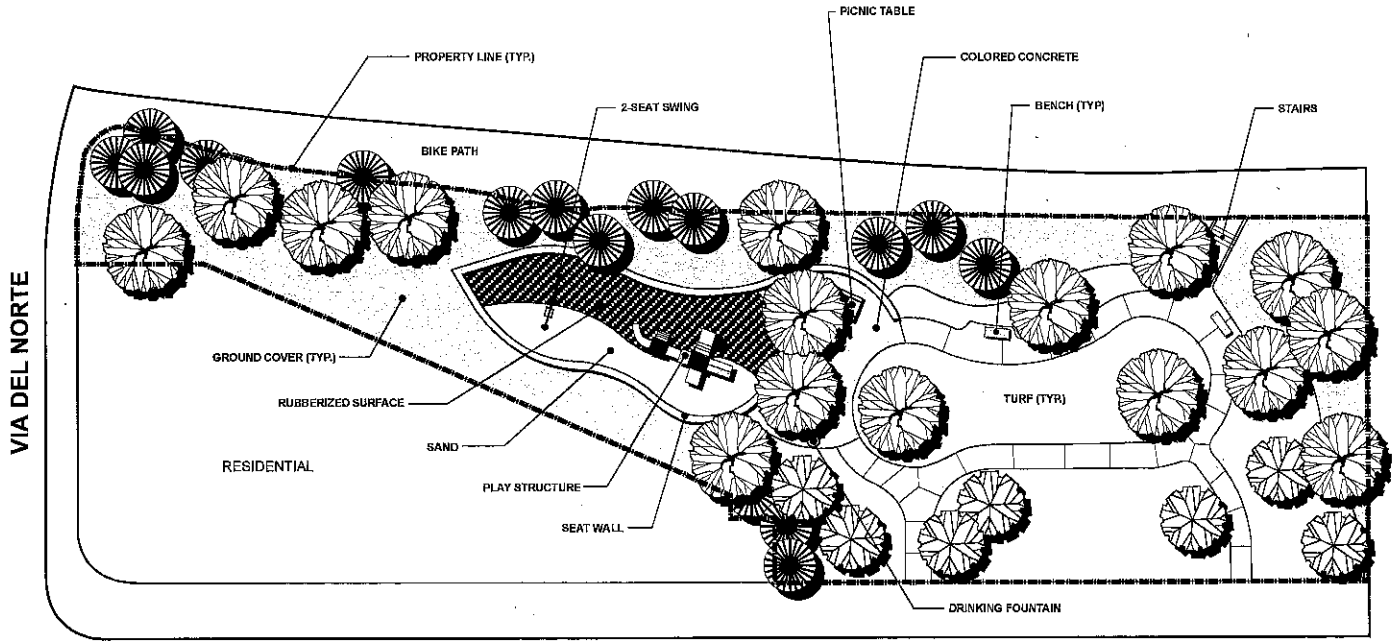 PICNIC TABLE
PROPERTY LINE (TYP.)
COLORED CONCRETE
2-SEAT SWING
BENCH (TYP)
STAIRS
BIKE PATH
VIA DEL NORTE
GROUND COVER (TYP.)
RUBBERIZED SURFACE
TURF (TYP.)
SAND
RESIDENTIAL
PLAY STRUCTURE
SEAT WALL
DRINKING FOUNTAIN